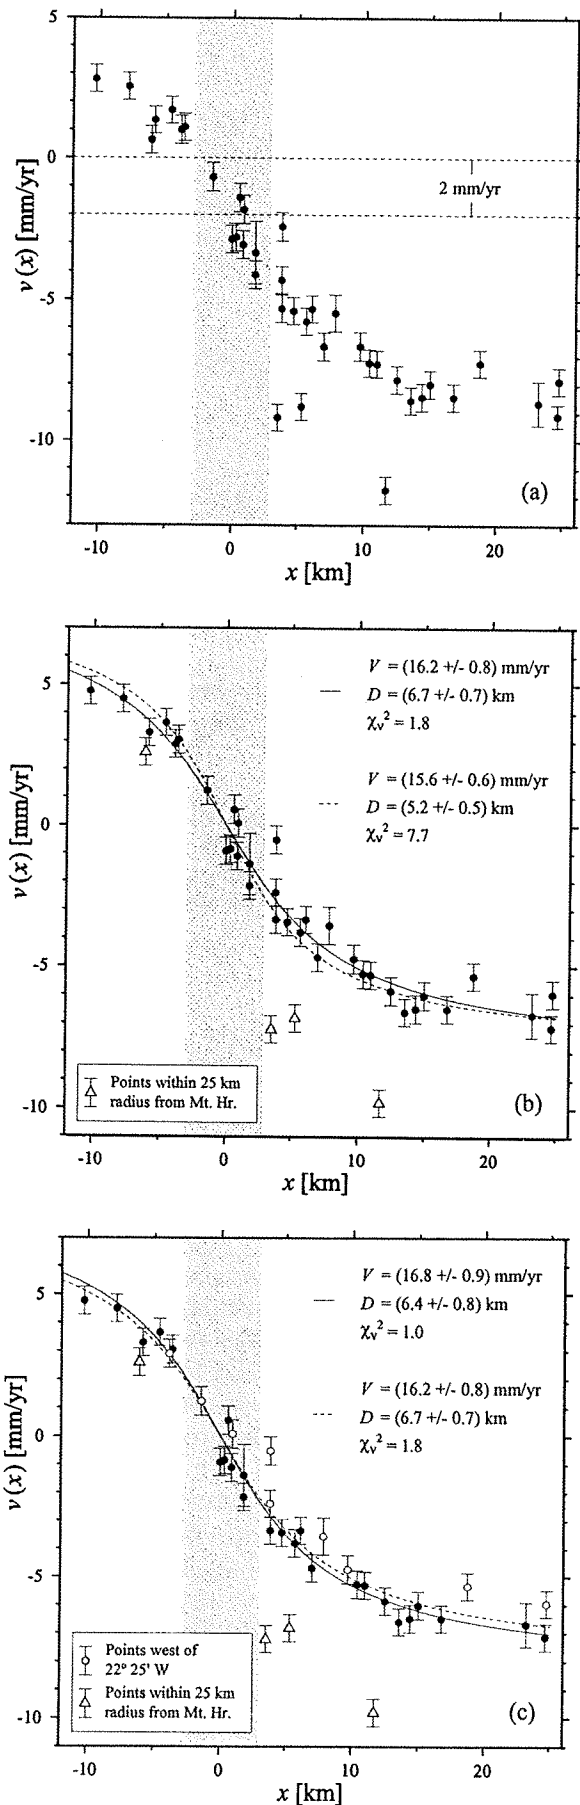 5
0
-5
-10
v(x) [mm/yr]
2 mm/yr
(a)
-10 0 10 20
x [km]
V = (16.2 +/- 0.8) mm/yr
D = (6.7 +/- 0.7) km
χν² = 1.8
V = (15.6 +/- 0.6) mm/yr
D = (5.2 +/- 0.5) km
χν² = 7.7
5
0
-5
-10
v(x) [mm/yr]
Points within 25 km
radius from Mt. Hr.
(b)
-10 0 10 20
x [km]
V = (16.8 +/- 0.9) mm/yr
D = (6.4 +/- 0.8) km
χν² = 1.0
V = (16.2 +/- 0.8) mm/yr
D = (6.7 +/- 0.7) km
χν² = 1.8
5
0
-5
-10
v(x) [mm/yr]
Points west of
22º 25' W
Points within 25 km
radius from Mt. Hr.
(c)
-10 0 10 20
x [km]